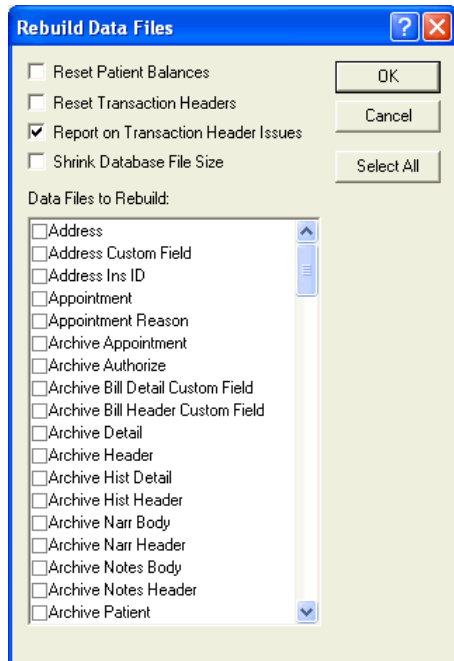 Rebuild Data Files
Reset Patient Balances
OK
Reset Transaction Headers
Cancel
Report on Transaction Header Issues
Shrink Database File Size
Select All
Data Files to Rebuild:
Address
Address Custom Field
Address Ins ID
Appointment
Appointment Reason
Archive Appointment
Archive Authorize
Archive Bill Detail Custom Field
Archive Bill Header Custom Field
Archive Detail
Archive Header
Archive Hist Detail
Archive Hist Header
Archive Narr Body
Archive Narr Header
Archive Notes Body
Archive Notes Header
Archive Patient